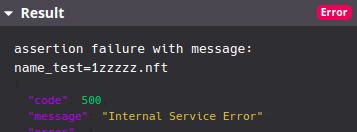 Result Error
assertion failure with message:
name_test=1zzzzz.nft
"code" 500
"message" "Internal Service Error"